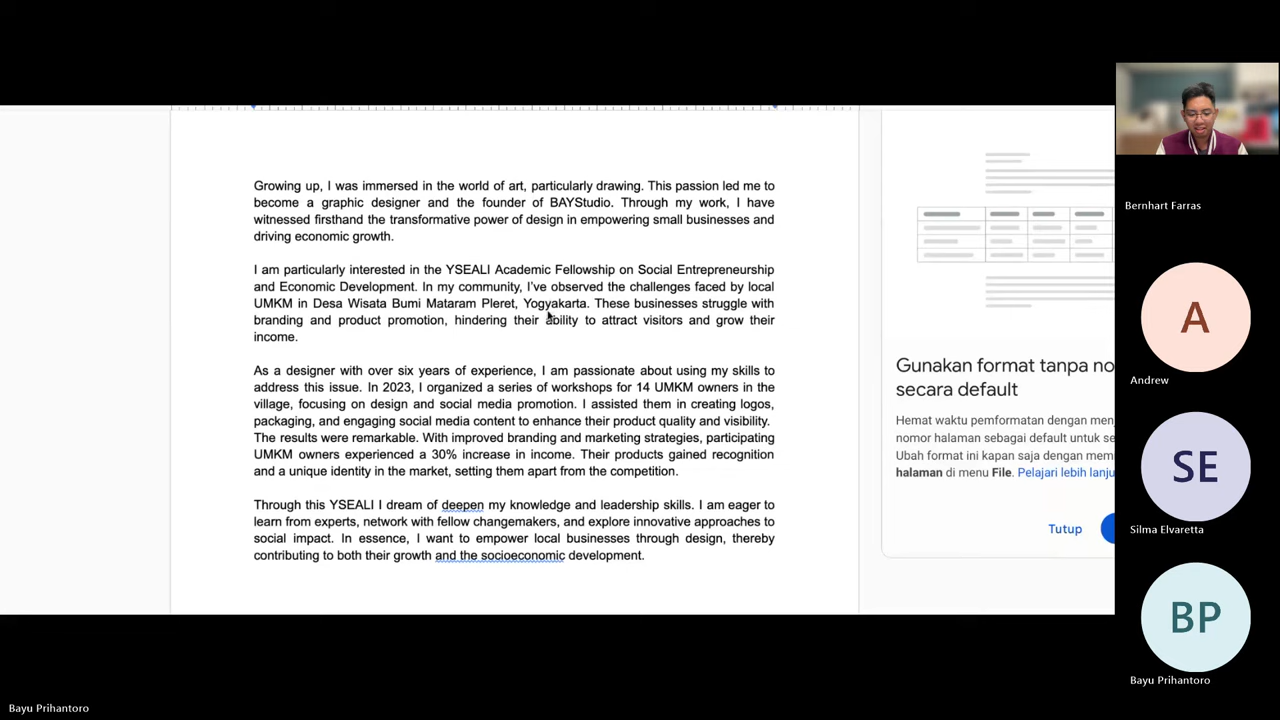 Growing up, I was immersed in the world of art, particularly drawing. This passion led me to
become a graphic designer and the founder of BAYStudio. Through my work, I have
witnessed firsthand the transformative power of design in empowering small businesses and
driving economic growth.
I am particularly interested in the YSEALI Academic Fellowship on Social Entrepreneurship
and Economic Development. In my community, I've observed the challenges faced by local
UMKM in Desa Wisata Bumi Mataram Pleret, Yogyakarta. These businesses struggle with
branding and product promotion, hindering their ability to attract visitors and grow their
income.
As a designer with over six years of experience, I am passionate about using my skills to
address this issue. In 2023, I organized a series of workshops for 14 UMKM owners in the
village, focusing on design and social media promotion. I assisted them in creating logos,
packaging, and engaging social media content to enhance their product quality and visibility.
The results were remarkable. With improved branding and marketing strategies, participating
UMKM owners experienced a 30% increase in income. Their products gained recognition
and a unique identity in the market, setting them apart from the competition.
Through this YSEALI I dream of deepen my knowledge and leadership skills. I am eager to
learn from experts, network with fellow changemakers, and explore innovative approaches to
social impact. In essence, I want to empower local businesses through design, thereby
contributing to both their growth and the socioeconomic development.
Gunakan format tanpa no
secara default
Hemat waktu pemformatan dengan men
nomor halaman sebagai default untuk se
Ubah format ini kapan saja dengan mem
halaman di menu File. Pelajari lebih lanju
Tutup
Bernhart Farras
A
Andrew
SE
Silma Elvaretta
BP
Bayu Prihantoro
Bayu Prihantoro